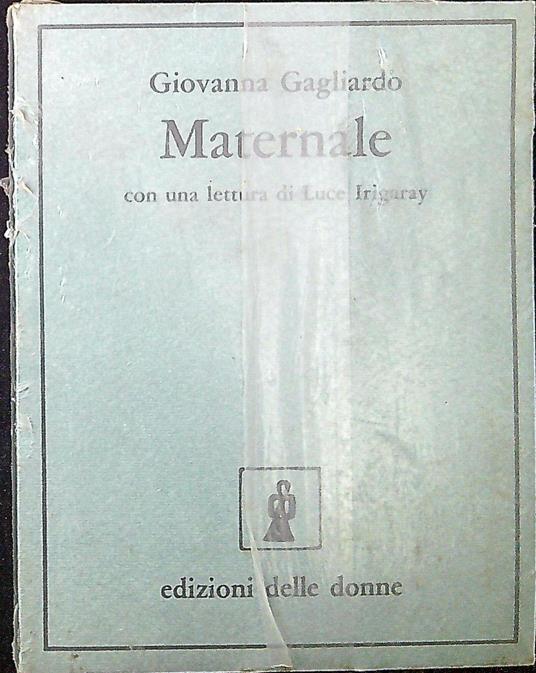 Giovanna Gagliardo
Maternale
con una lettura di Luce Irigaray
edizioni delle donne